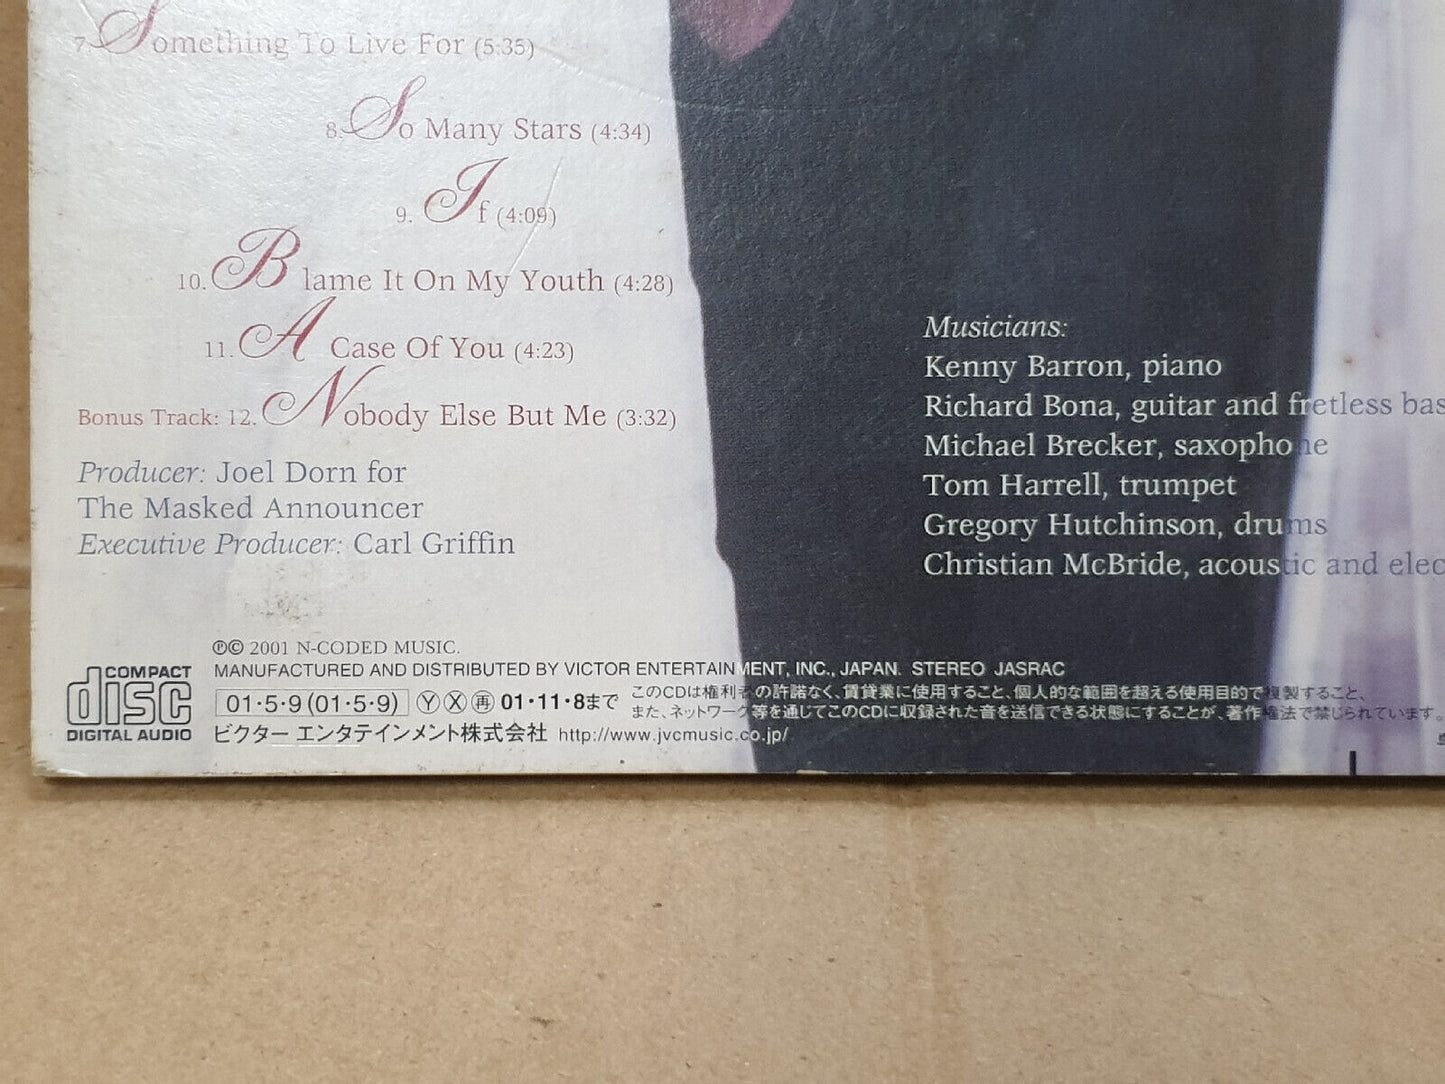 7. Something To Live For (5:35)
8. So Many Stars (4:34)
9. If (4:09)
10. Blame It On My Youth (4:28)
11. A Case Of You (4:23)
Bonus Track: 12. Nobody Else But Me (3:32)
Producer: Joel Dorn for
The Masked Announcer
Executive Producer: Carl Griffin
Musicians:
Kenny Barron, piano
Richard Bona, guitar and fretless bas
Michael Brecker, saxophone
Tom Harrell, trumpet
Gregory Hutchinson, drums
Christian McBride, acoustic and elec
℗© 2001 N-CODED MUSIC.
MANUFACTURED AND DISTRIBUTED BY VICTOR ENTERTAINMENT, INC., JAPAN. STEREO JASRAC
COMPACT
disc
DIGITAL AUDIO
01・5・9 (01・5・9) Ⓨ Ⓧ ㊢ 01・11・8まで
このCDは権利者の許諾なく、賃貸業に使用すること、個人的な範囲を超える使用目的で複製すること、
また、ネットワーク等を通じてこのCDに収録された音を送信できる状態にすることが、著作権法で禁じられています。
ビクター エンタテインメント株式会社 http://www.jvcmusic.co.jp/